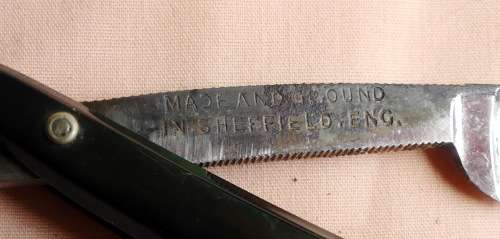 MADE AND GROUND
IN SHEFFIELD, ENG.